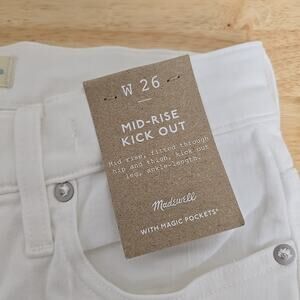 W 26
MID-RISE
KICK OUT
Mid rise, fitted through
hip and thigh, kick out
leg, ankle-length.
Madewell
WITH MAGIC POCKETS®